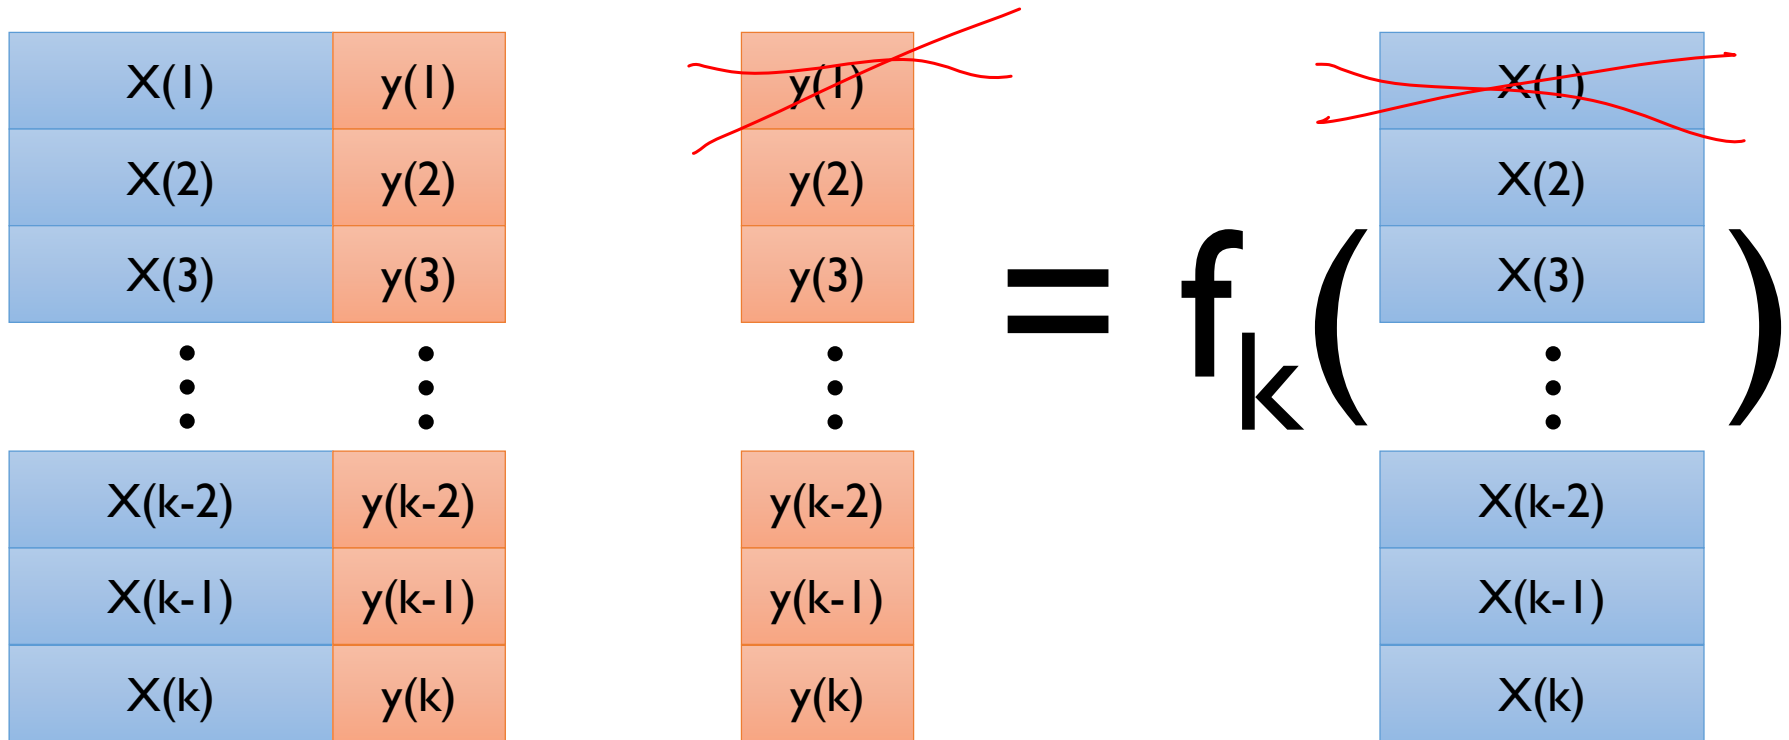 X(1) y(1) y(1) X(1)
X(2) y(2) y(2) X(2)
X(3) y(3) y(3) = fk( X(3) )
X(k-2) y(k-2) y(k-2) X(k-2)
X(k-1) y(k-1) y(k-1) X(k-1)
X(k) y(k) y(k) X(k)